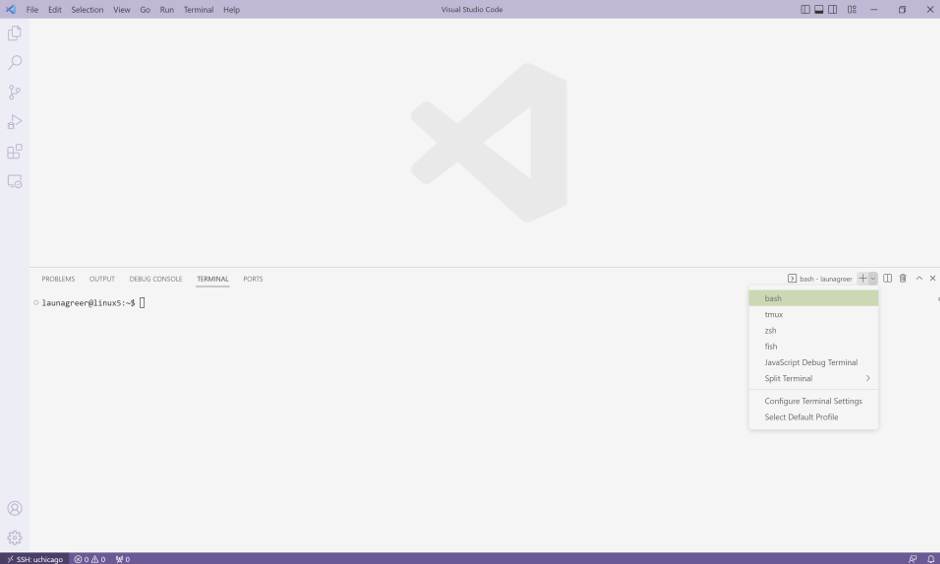 File Edit Selection View Go Run Terminal Help Visual Studio Code
PROBLEMS OUTPUT DEBUG CONSOLE TERMINAL PORTS bash - launagreer
launagreer@linux5:~$
bash
tmux
zsh
fish
JavaScript Debug Terminal
Split Terminal
Configure Terminal Settings
Select Default Profile
SSH: uchicago 0 0 0